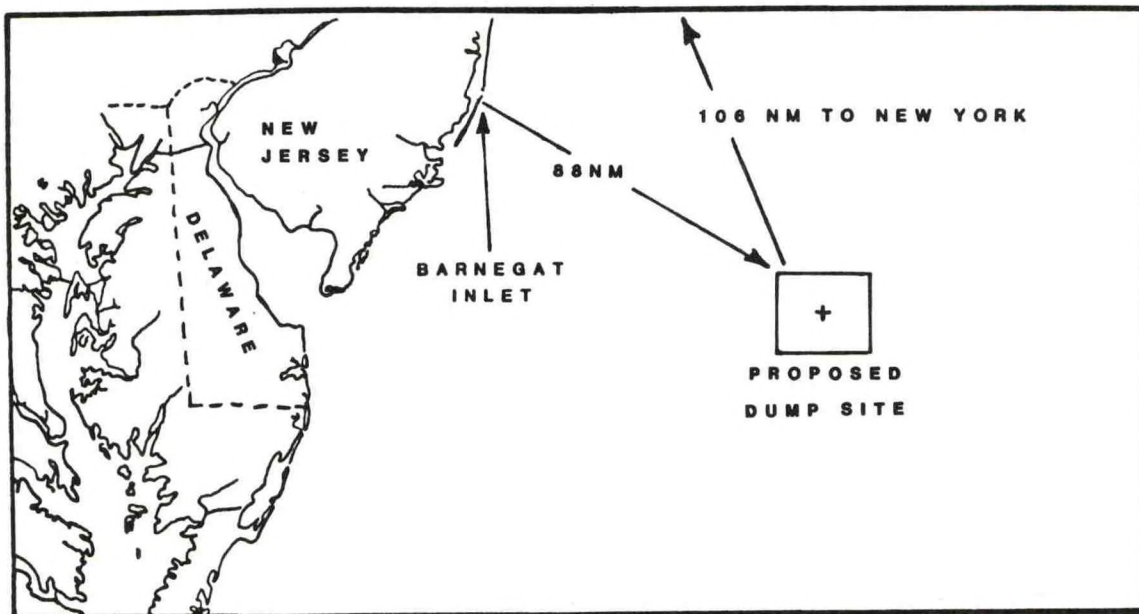 NEW
JERSEY
106 NM TO NEW YORK
88NM
DELAWARE
BARNEGAT
INLET
PROPOSED
DUMP SITE